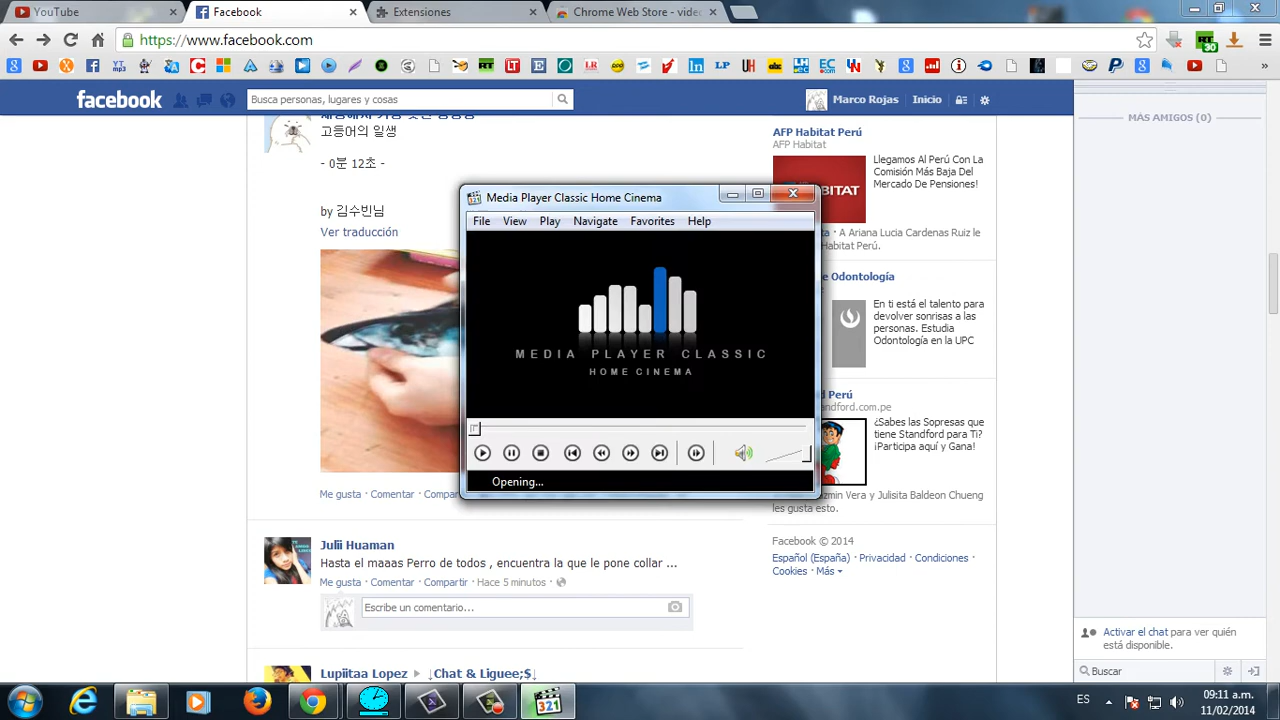 YouTube
Facebook
Extensiones
Chrome Web Store - video
https://www.facebook.com
facebook
Busca personas, lugares y cosas
Marco Rojas
Inicio
고등어의 일생
- 0분 12초 -
by 김수빈님
Ver traducción
Me gusta · Comentar · Compar
Julii Huaman
Hasta el maaas Perro de todos , encuentra la que le pone collar ...
Me gusta · Comentar · Compartir · Hace 5 minutos ·
Escribe un comentario...
Lupiitaa Lopez ▸ ↓Chat & Liguee;$↓
Media Player Classic Home Cinema
File View Play Navigate Favorites Help
MEDIA PLAYER CLASSIC
HOME CINEMA
Opening...
AFP Habitat Perú
AFP Habitat
Llegamos Al Perú Con La
Comisión Más Baja Del
Mercado De Pensiones!
A Ariana Lucia Cardenas Ruiz le
Habitat Perú.
e Odontología
En ti está el talento para
devolver sonrisas a las
personas. Estudia
Odontología en la UPC
d Perú
andford.com.pe
¿Sabes las Sopresas que
tiene Standford para Ti?
¡Participa aquí y Gana!
zmin Vera y Julisita Baldeon Chueng
les gusta esto.
Facebook © 2014
Español (España) · Privacidad · Condiciones ·
Cookies · Más
MÁS AMIGOS (0)
Activar el chat para ver quién
está disponible.
Buscar
ES
09:11 a.m.
11/02/2014